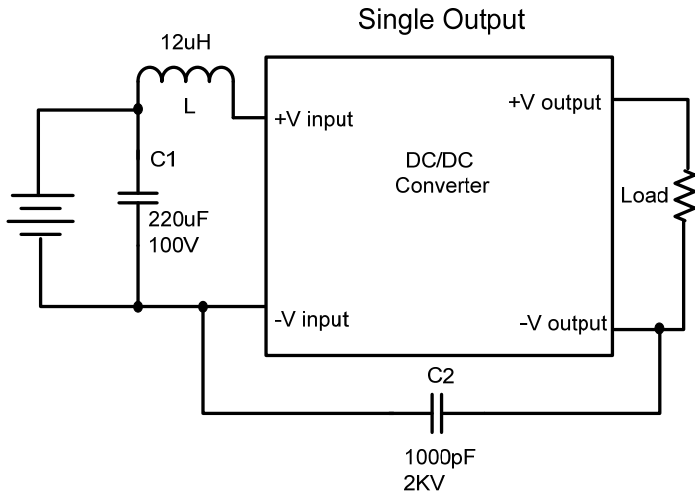 Single Output
12uH
L
+V input
+V output
C1
DC/DC
Converter
Load
220uF
100V
-V input
-V output
C2
1000pF
2KV